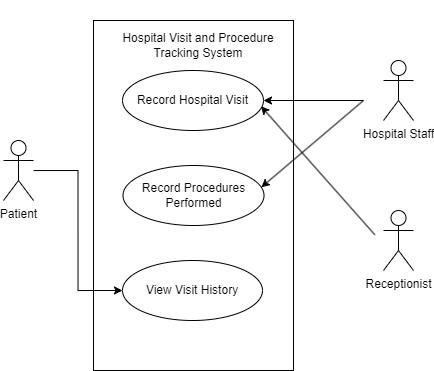 Hospital Visit and Procedure
Tracking System
Record Hospital Visit
Hospital Staff
Record Procedures
Performed
Patient
Receptionist
View Visit History